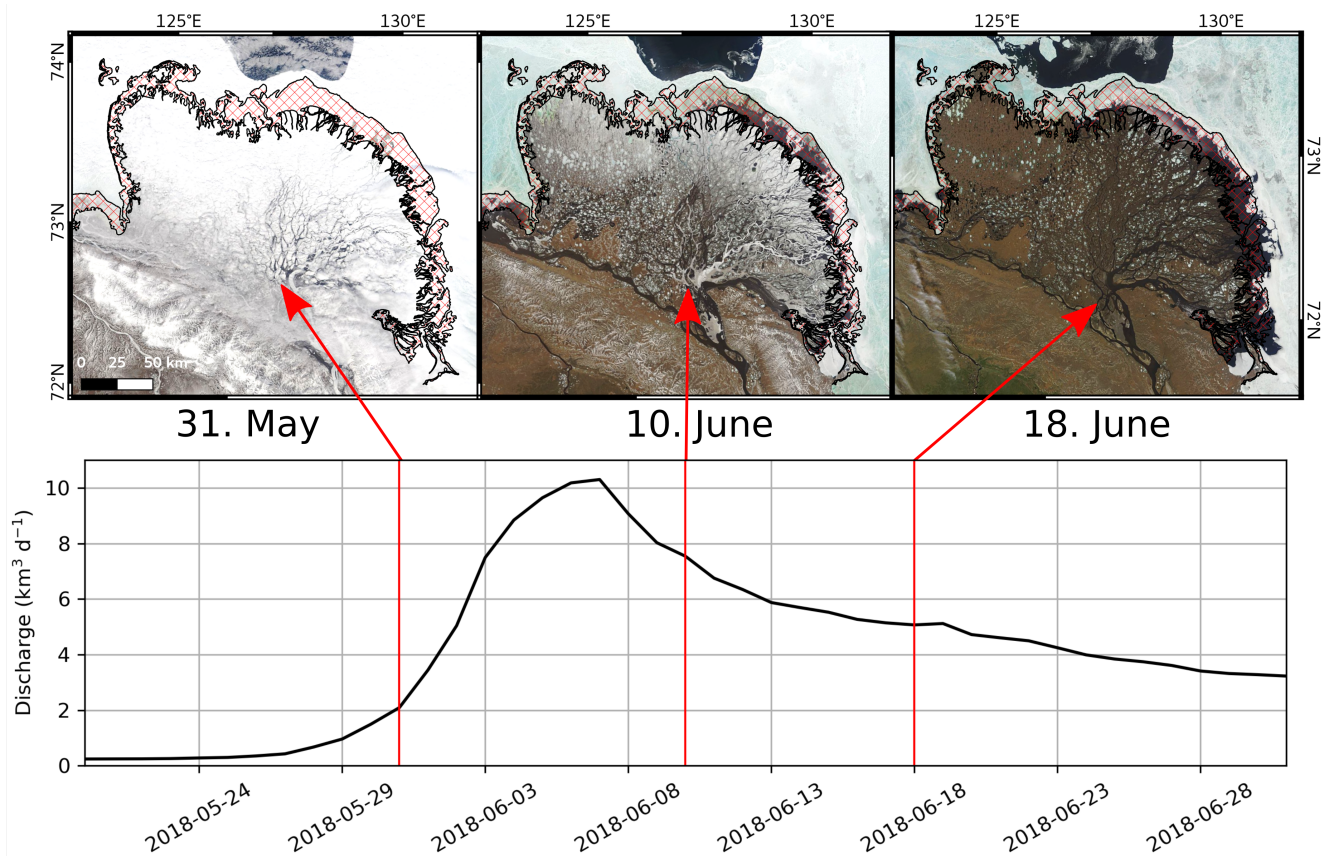 125°E 130°E 125°E 130°E 125°E 130°E
74°N
73°N
72°N
73°N
72°N
0 25 50 km
31. May 10. June 18. June
Discharge (km³ d⁻¹)
10
8
6
4
2
0
2018-05-24 2018-05-29 2018-06-03 2018-06-08 2018-06-13 2018-06-18 2018-06-23 2018-06-28